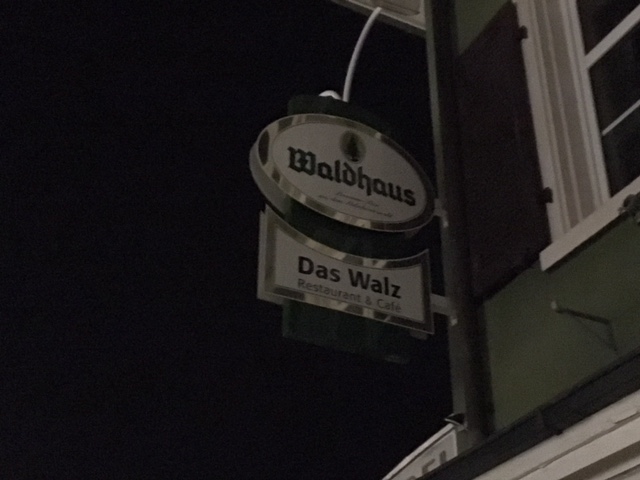 Waldhaus
Das Walz
Restaurant & Café